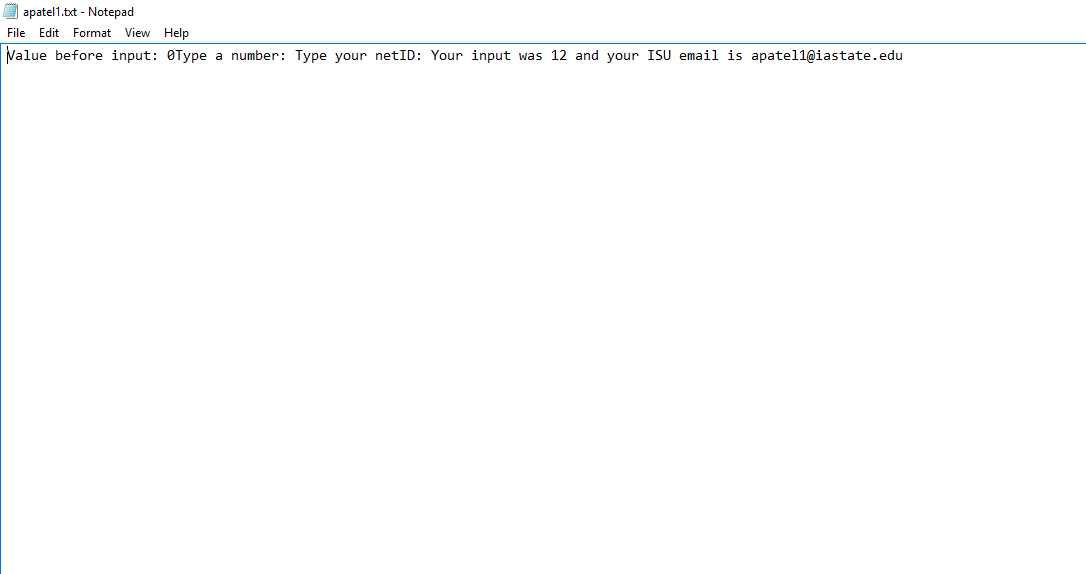 apatel1.txt - Notepad
File Edit Format View Help
Value before input: 0Type a number: Type your netID: Your input was 12 and your ISU email is apatel1@iastate.edu